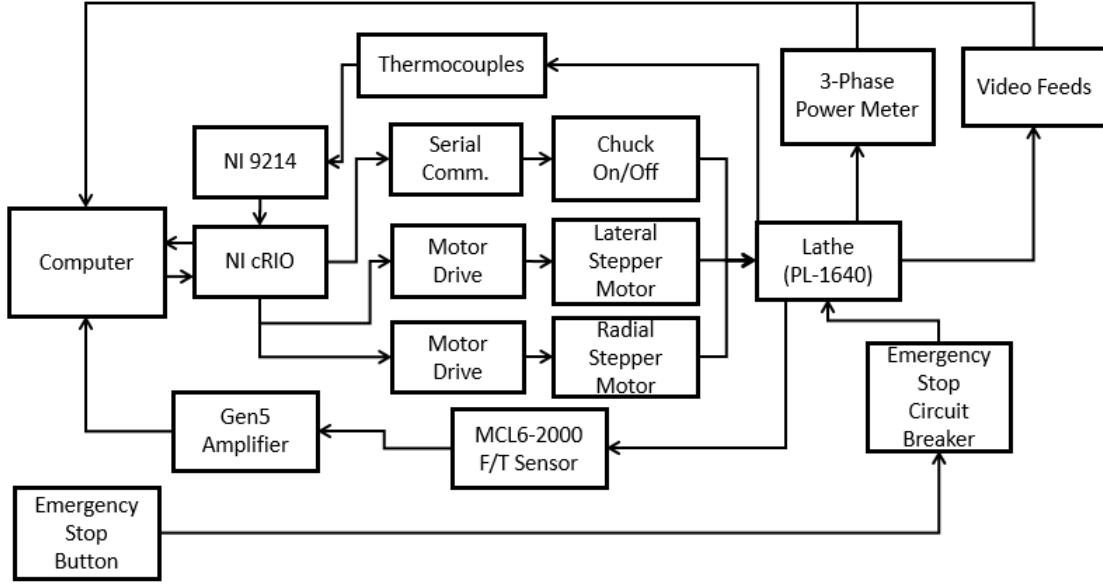 Thermocouples
3-Phase
Power Meter
Video Feeds
NI 9214
Serial
Comm.
Chuck
On/Off
Computer
NI cRIO
Motor
Drive
Lateral
Stepper
Motor
Lathe
(PL-1640)
Motor
Drive
Radial
Stepper
Motor
Emergency
Stop
Circuit
Breaker
Gen5
Amplifier
MCL6-2000
F/T Sensor
Emergency
Stop
Button